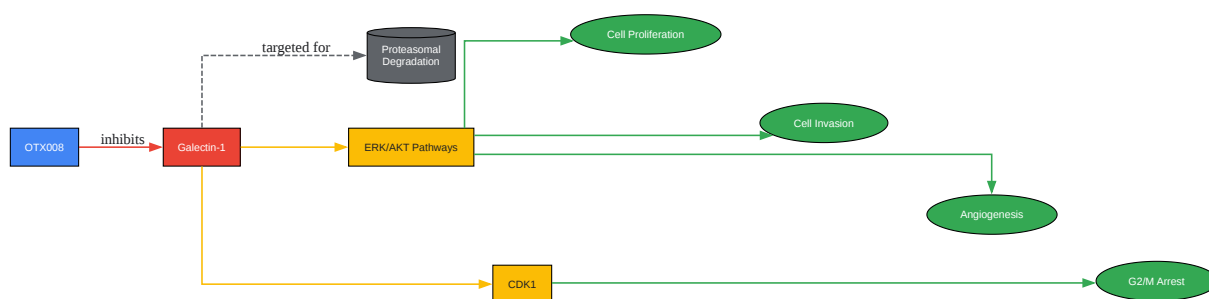 Cell Proliferation
targeted for
Proteasomal
Degradation
Cell Invasion
OTX008
inhibits
Galectin-1
ERK/AKT Pathways
Angiogenesis
CDK1
G2/M Arrest